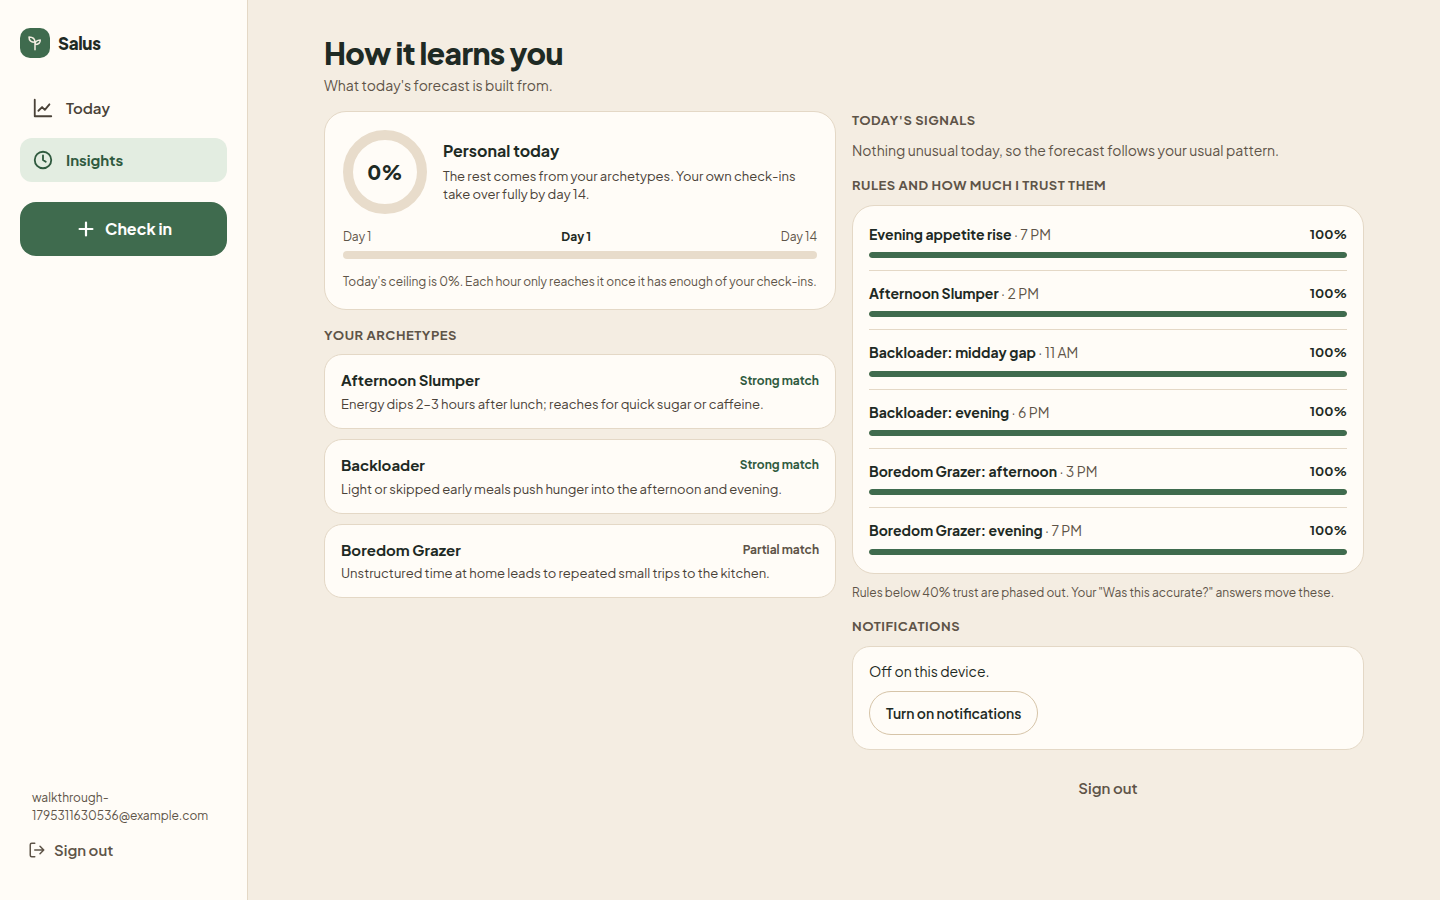 Salus
Today
Insights
Check in
walkthrough-
1795311630536@example.com
Sign out
How it learns you
What today's forecast is built from.
0%
Personal today
The rest comes from your archetypes. Your own check-ins
take over fully by day 14.
Day 1
Day 1
Day 14
Today's ceiling is 0%. Each hour only reaches it once it has enough of your check-ins.
YOUR ARCHETYPES
Afternoon Slumper
Strong match
Energy dips 2–3 hours after lunch; reaches for quick sugar or caffeine.
Backloader
Strong match
Light or skipped early meals push hunger into the afternoon and evening.
Boredom Grazer
Partial match
Unstructured time at home leads to repeated small trips to the kitchen.
TODAY'S SIGNALS
Nothing unusual today, so the forecast follows your usual pattern.
RULES AND HOW MUCH I TRUST THEM
Evening appetite rise · 7 PM
100%
Afternoon Slumper · 2 PM
100%
Backloader: midday gap · 11 AM
100%
Backloader: evening · 6 PM
100%
Boredom Grazer: afternoon · 3 PM
100%
Boredom Grazer: evening · 7 PM
100%
Rules below 40% trust are phased out. Your "Was this accurate?" answers move these.
NOTIFICATIONS
Off on this device.
Turn on notifications
Sign out